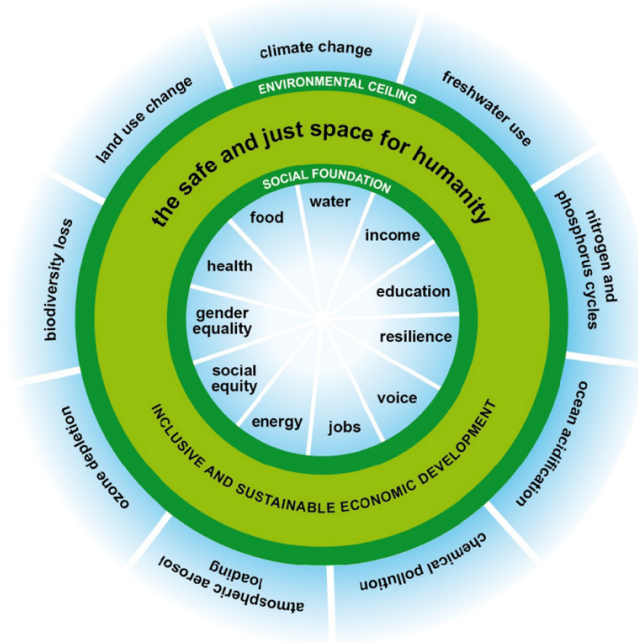 climate change
freshwater use
nitrogen and
phosphorus cycles
ocean acidification
chemical pollution
atmospheric aerosol
loading
ozone depletion
biodiversity loss
land use change
ENVIRONMENTAL CEILING
the safe and just space for humanity
SOCIAL FOUNDATION
water
income
education
resilience
voice
jobs
energy
social
equity
gender
equality
health
food
INCLUSIVE AND SUSTAINABLE ECONOMIC DEVELOPMENT